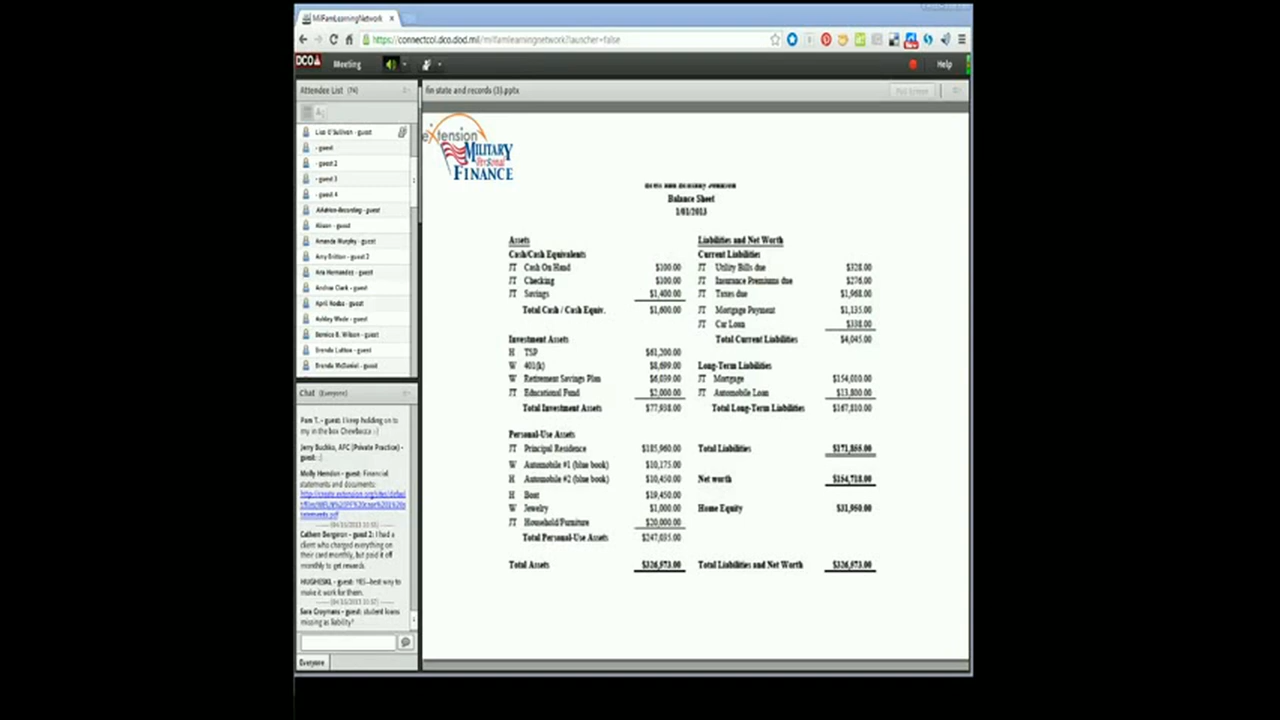 MilFamLearningNetwork
https://connectcol.dco.dod.mil/milfamlearningnetwork?launcher=false
DCO Meeting Help
Attendee List (74)
fin state and records (3).pptx
Full Screen
Lisa O'Sullivan - guest
- guest
- guest 2
- guest 3
- guest 4
AAdrian-Recording - guest
Alison - guest
Amanda Murphy - guest
Amy Britton - guest 2
Ana Hernandez - guest
Andrae Clark - guest
Ashley Wade - guest
Bernice B. Wilson - guest
Brenda McDaniel - guest
Chat (Everyone)
Pam T. - guest: I keep holding on to
my in the box Chewbacca :)
Jerry Buchko, AFC (Private Practice) -
guest: :)
Molly Herndon - guest: Financial
statements and documents:
Cathern Bergeron - guest 2: I had a
client who charged everything on
their card monthly, but paid it off
monthly to get rewards.
HUGHESKL - guest: YES--best way to
make it work for them.
Sara Croymans - guest: student loans
missing as liability?
Everyone
eXtension
MILITARY
Personal
FINANCE
Balance Sheet
1/01/2013
Assets
Cash/Cash Equivalents
JT Cash On Hand $100.00
JT Checking $100.00
JT Savings $1,400.00
Total Cash / Cash Equiv. $1,600.00
Investment Assets
H TSP $61,200.00
W 401(k) $8,699.00
W Retirement Savings Plan $6,039.00
JT Educational Fund $2,000.00
Total Investment Assets $77,938.00
Personal-Use Assets
JT Principal Residence $185,960.00
W Automobile #1 (blue book) $10,175.00
H Automobile #2 (blue book) $10,450.00
H Boat $19,450.00
W Jewelry $1,000.00
JT Household/Furniture $20,000.00
Total Personal-Use Assets $247,035.00
Total Assets
Liabilities and Net Worth
Current Liabilities
JT Utility Bills due $328.00
JT Insurance Premiums due $276.00
JT Taxes due $1,968.00
JT Mortgage Payment $1,135.00
JT Car Loan $338.00
Total Current Liabilities $4,045.00
Long-Term Liabilities
JT Mortgage $154,010.00
JT Automobile Loan $13,800.00
Total Long-Term Liabilities $167,810.00
Total Liabilities $171,855.00
Net worth $154,718.00
Home Equity $31,950.00
Total Liabilities and Net Worth